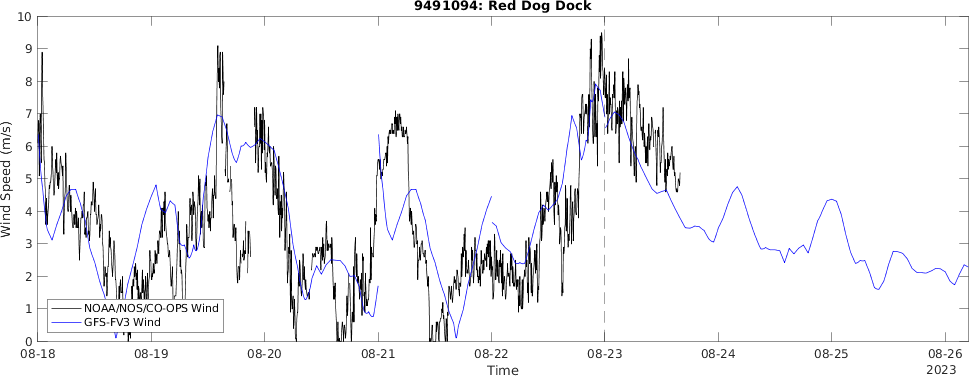 9491094: Red Dog Dock
Wind Speed (m/s)
10
9
8
7
6
5
4
3
2
1
0
NOAA/NOS/CO-OPS Wind
GFS-FV3 Wind
08-18 08-19 08-20 08-21 08-22 08-23 08-24 08-25 08-26
Time
2023